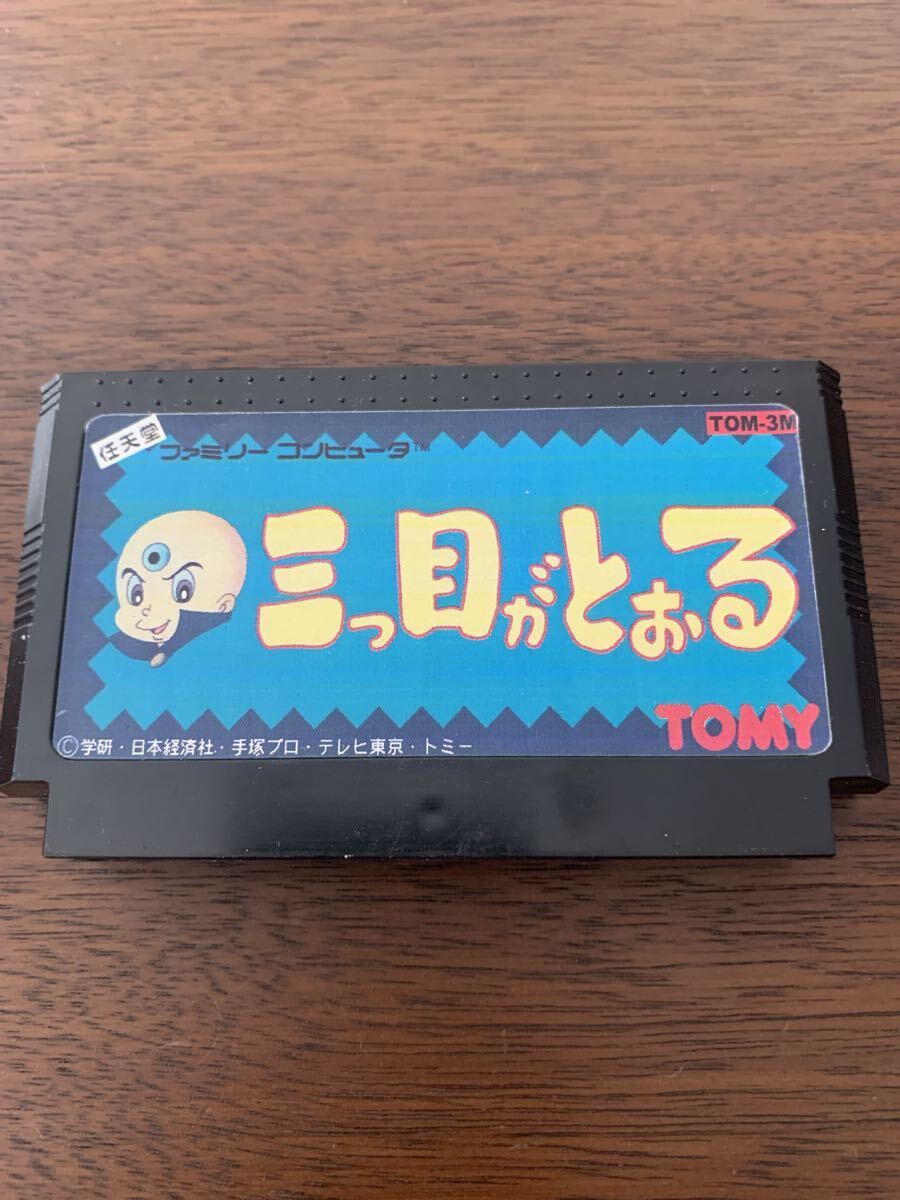 任天堂
ファミリー コンピュータ™
TOM-3M
三つ目がとおる
TOMY
©学研・日本経済社・手塚プロ・テレビ東京・トミー